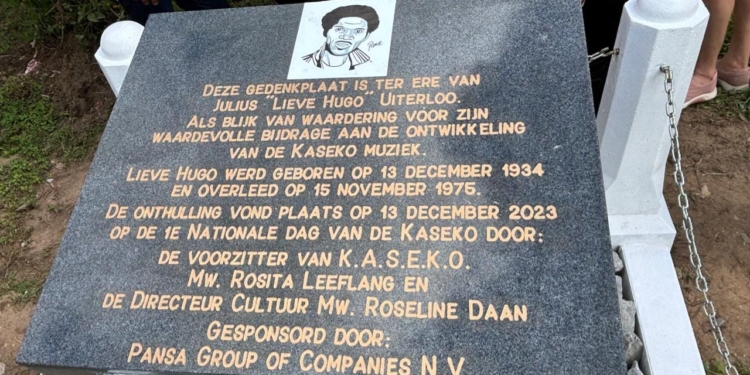 DEZE GEDENKPLAAT IS TER ERE VAN
JULIUS "LIEVE HUGO" UITERLOO.
ALS BLIJK VAN WAARDERING VOOR ZIJN
WAARDEVOLLE BIJDRAGE AAN DE ONTWIKKELING
VAN DE KASEKO MUZIEK.
LIEVE HUGO WERD GEBOREN OP 13 DECEMBER 1934
EN OVERLEED OP 15 NOVEMBER 1975.
DE ONTHULLING VOND PLAATS OP 13 DECEMBER 2023
OP DE 1E NATIONALE DAG VAN DE KASEKO DOOR:
DE VOORZITTER VAN K.A.S.E.K.O.
MW. ROSITA LEEFLANG EN
DE DIRECTEUR CULTUUR MW. ROSELINE DAAN
GESPONSORD DOOR:
PANSA GROUP OF COMPANIES N.V.